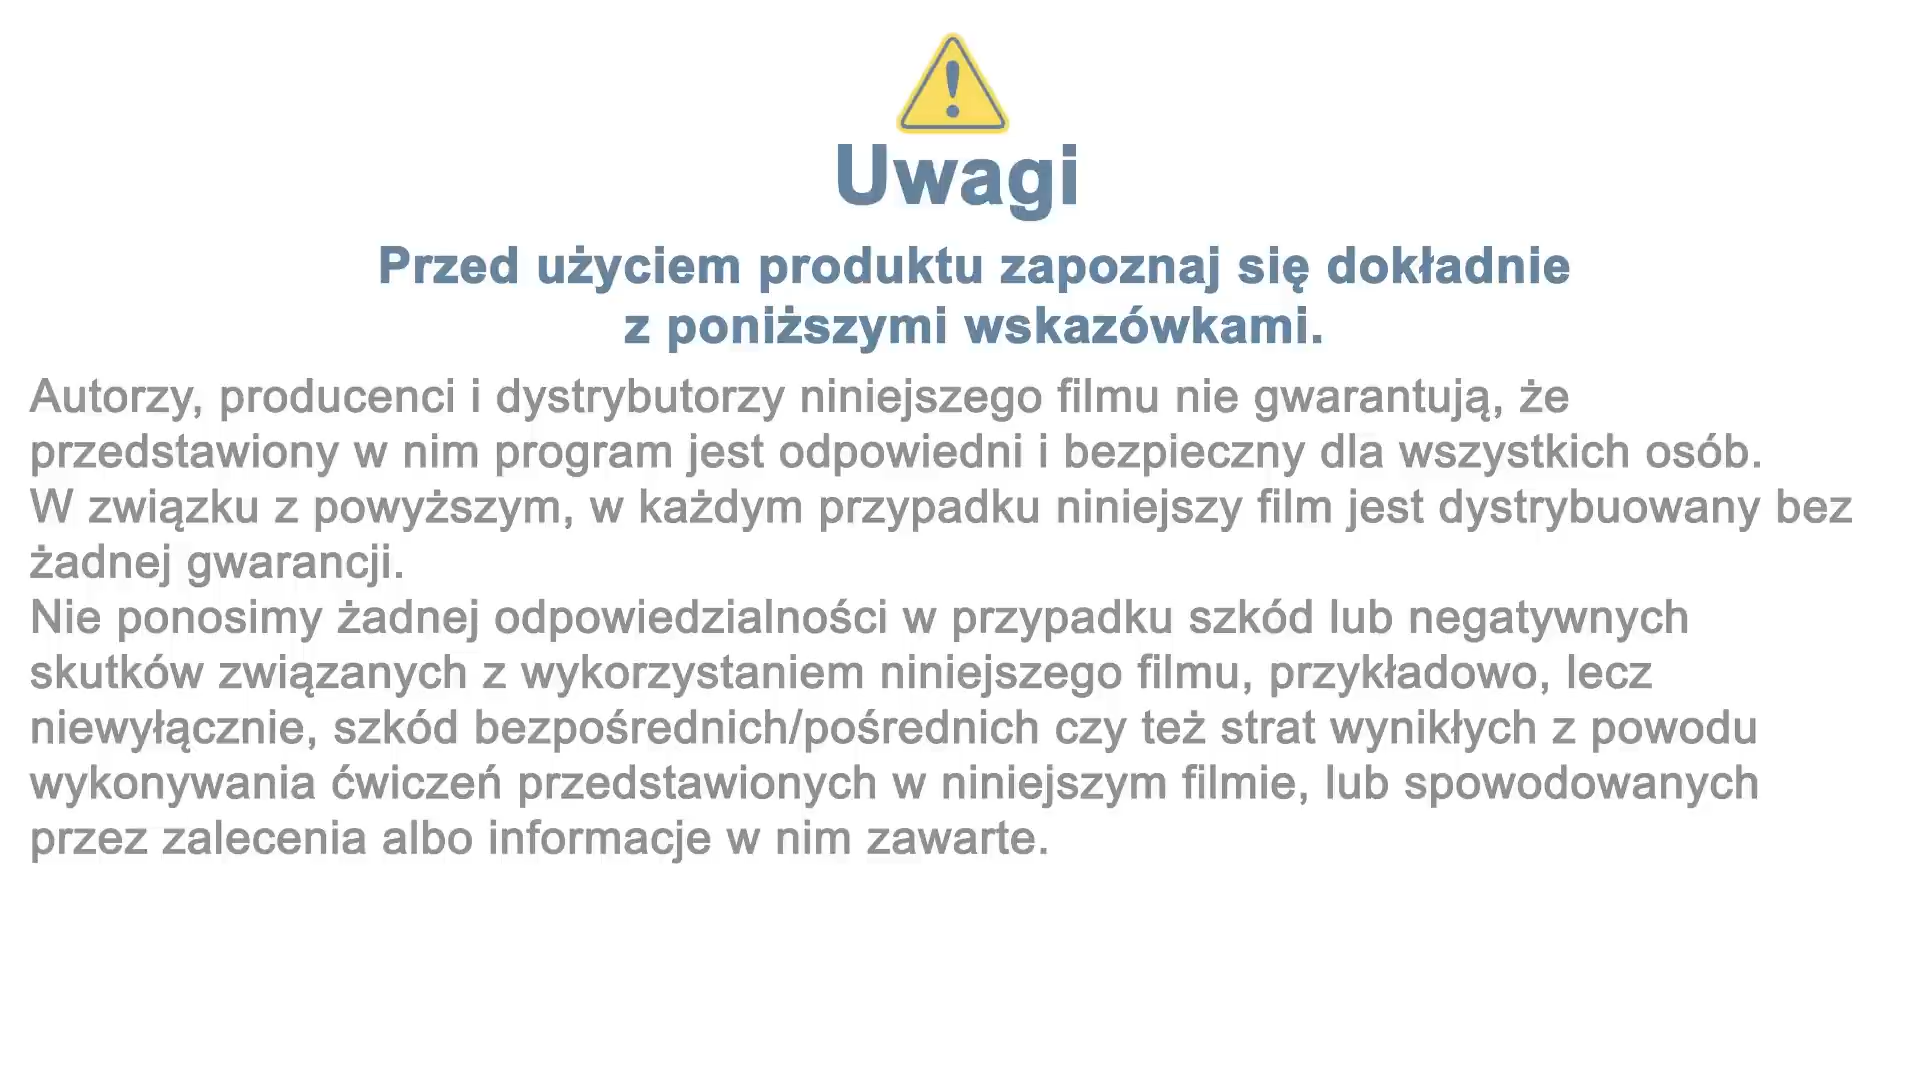 Uwagi
Przed użyciem produktu zapoznaj się dokładnie
z poniższymi wskazówkami.
Autorzy, producenci i dystrybutorzy niniejszego filmu nie gwarantują, że
przedstawiony w nim program jest odpowiedni i bezpieczny dla wszystkich osób.
W związku z powyższym, w każdym przypadku niniejszy film jest dystrybuowany bez
żadnej gwarancji.
Nie ponosimy żadnej odpowiedzialności w przypadku szkód lub negatywnych
skutków związanych z wykorzystaniem niniejszego filmu, przykładowo, lecz
niewyłącznie, szkód bezpośrednich/pośrednich czy też strat wynikłych z powodu
wykonywania ćwiczeń przedstawionych w niniejszym filmie, lub spowodowanych
przez zalecenia albo informacje w nim zawarte.